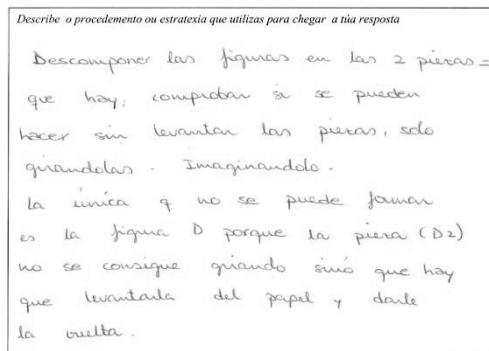 Describe o procedemento ou estratexia que utilizas para chegar a túa resposta
Descomponer las figuras en las 2 piezas =
que hay; comprobar si se pueden
hacer sin levantar las piezas, solo
girandolas. Imaginandolo.
La única q no se puede formar
es la figura D porque la pieza (D2)
no se consigue girando sinó que hay
que levantarla del papel y darle
la vuelta.